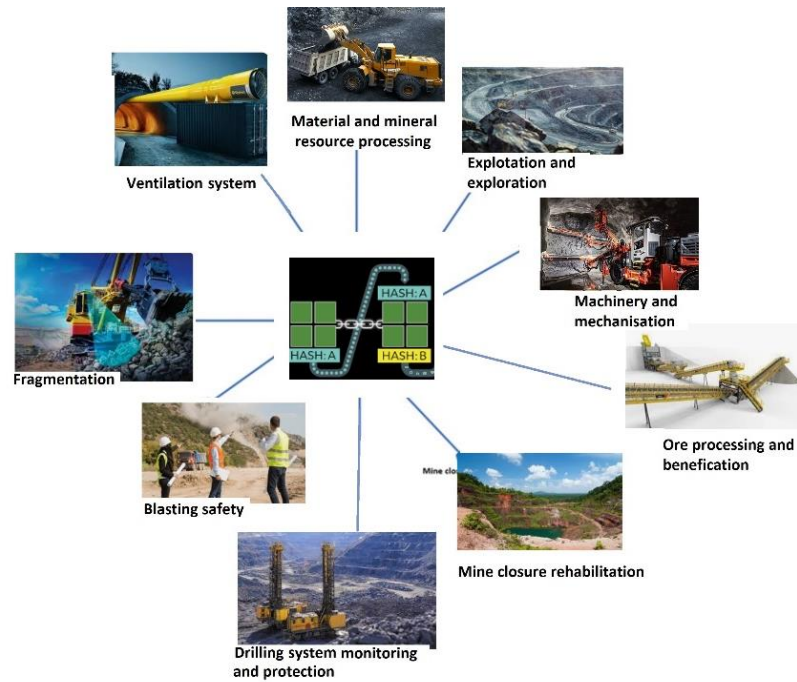 Material and mineral
resource processing
Ventilation system
Explotation and
exploration
Machinery and
mechanisation
HASH: A
HASH: A
HASH: B
Fragmentation
Ore processing and
benefication
Blasting safety
Mine clo
Mine closure rehabilitation
Drilling system monitoring
and protection